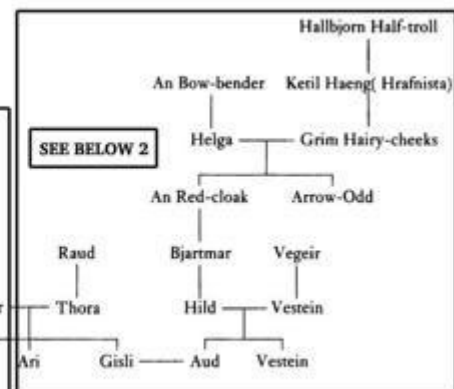 Hallbjorn Half-troll
An Bow-bender Ketil Haeng( Hrafnista)
SEE BELOW 2
Helga Grim Hairy-cheeks
An Red-cloak Arrow-Odd
Raud Bjartmar Vegeir
r Thora Hild Vestein
Ari Gisli Aud Vestein